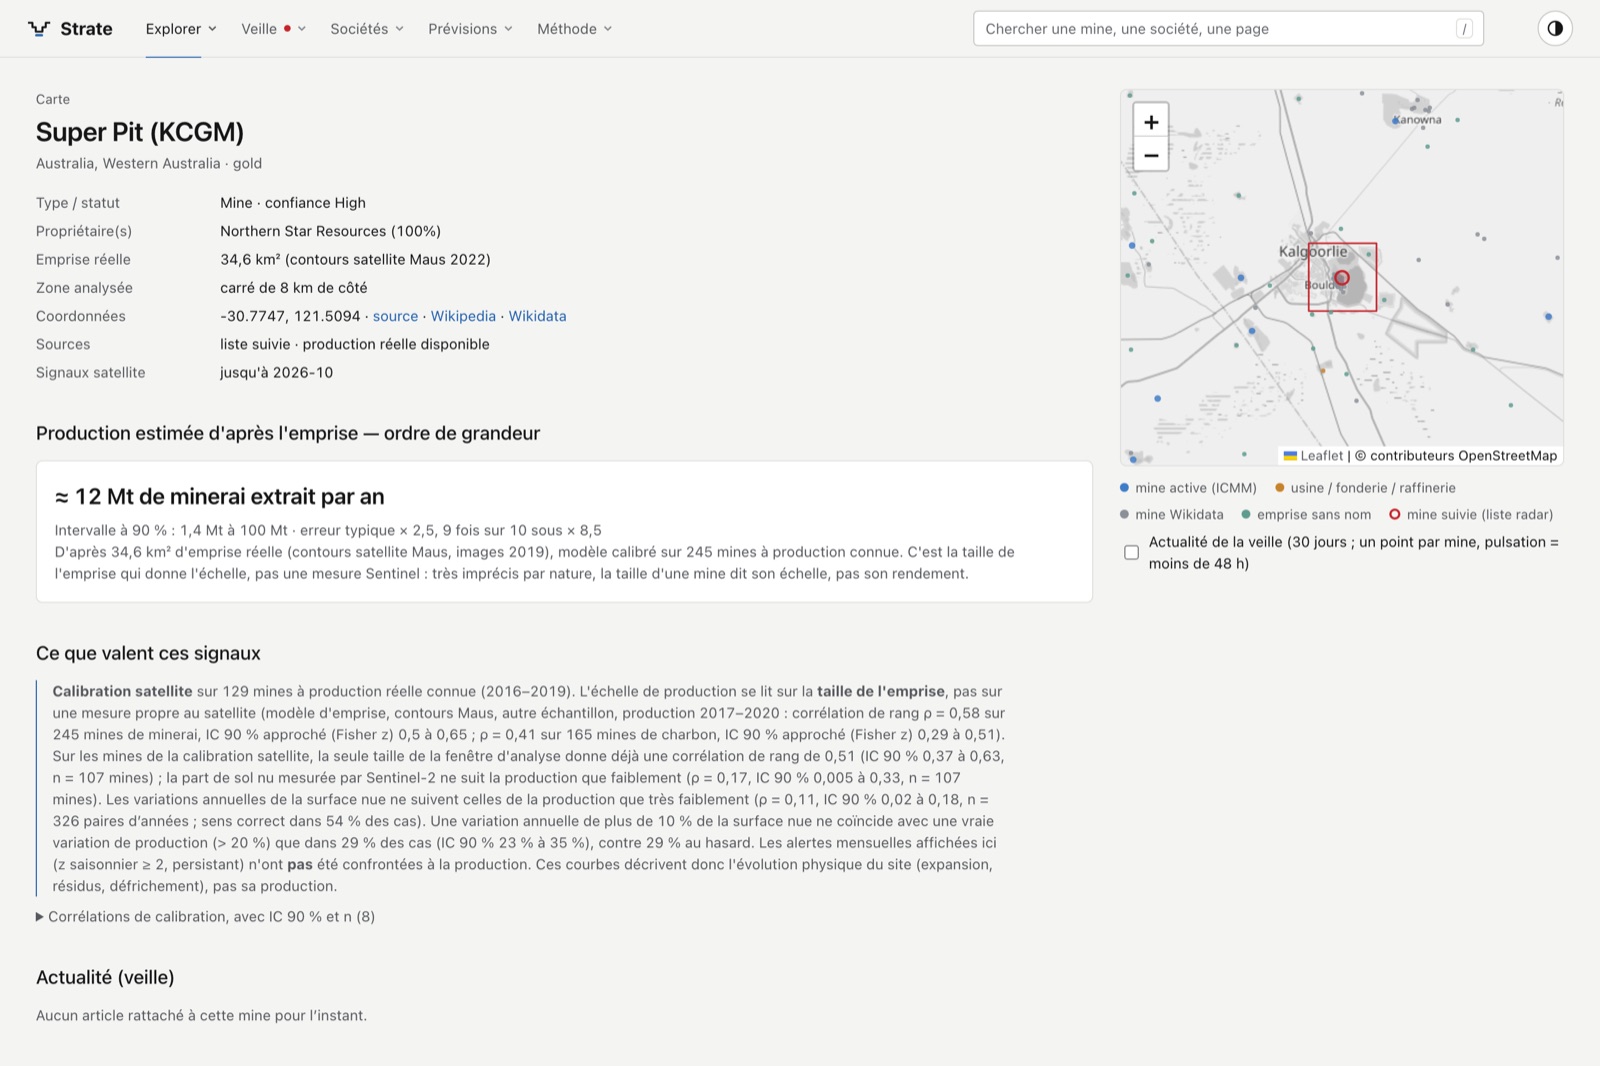 Strate
Explorer
Veille
Sociétés
Prévisions
Méthode
Chercher une mine, une société, une page
/
Carte
Super Pit (KCGM)
Australia, Western Australia · gold
Type / statut
Mine · confiance High
Propriétaire(s)
Northern Star Resources (100%)
Emprise réelle
34,6 km² (contours satellite Maus 2022)
Zone analysée
carré de 8 km de côté
Coordonnées
-30.7747, 121.5094 · source · Wikipedia · Wikidata
Sources
liste suivie · production réelle disponible
Signaux satellite
jusqu'à 2026-10
Production estimée d'après l'emprise — ordre de grandeur
≈ 12 Mt de minerai extrait par an
Intervalle à 90 % : 1,4 Mt à 100 Mt · erreur typique × 2,5, 9 fois sur 10 sous × 8,5
D'après 34,6 km² d'emprise réelle (contours satellite Maus, images 2019), modèle calibré sur 245 mines à production connue. C'est la taille de
l'emprise qui donne l'échelle, pas une mesure Sentinel : très imprécis par nature, la taille d'une mine dit son échelle, pas son rendement.
Ce que valent ces signaux
Calibration satellite sur 129 mines à production réelle connue (2016–2019). L'échelle de production se lit sur la taille de l'emprise, pas sur
une mesure propre au satellite (modèle d'emprise, contours Maus, autre échantillon, production 2017–2020 : corrélation de rang ρ = 0,58 sur
245 mines de minerai, IC 90 % approché (Fisher z) 0,5 à 0,65 ; ρ = 0,41 sur 165 mines de charbon, IC 90 % approché (Fisher z) 0,29 à 0,51).
Sur les mines de la calibration satellite, la seule taille de la fenêtre d'analyse donne déjà une corrélation de rang de 0,51 (IC 90 % 0,37 à 0,63,
n = 107 mines) ; la part de sol nu mesurée par Sentinel-2 ne suit la production que faiblement (ρ = 0,17, IC 90 % 0,005 à 0,33, n = 107
mines). Les variations annuelles de la surface nue ne suivent celles de la production que très faiblement (ρ = 0,11, IC 90 % 0,02 à 0,18, n =
326 paires d’années ; sens correct dans 54 % des cas). Une variation annuelle de plus de 10 % de la surface nue ne coïncide avec une vraie
variation de production (> 20 %) que dans 29 % des cas (IC 90 % 23 % à 35 %), contre 29 % au hasard. Les alertes mensuelles affichées ici
(z saisonnier ≥ 2, persistant) n'ont pas été confrontées à la production. Ces courbes décrivent donc l'évolution physique du site (expansion,
résidus, défrichement), pas sa production.
Corrélations de calibration, avec IC 90 % et n (8)
Actualité (veille)
Aucun article rattaché à cette mine pour l’instant.
+
−
Kanowna
Kalgoorlie
Leaflet | © contributeurs OpenStreetMap
mine active (ICMM)
usine / fonderie / raffinerie
mine Wikidata
emprise sans nom
mine suivie (liste radar)
Actualité de la veille (30 jours ; un point par mine, pulsation =
moins de 48 h)